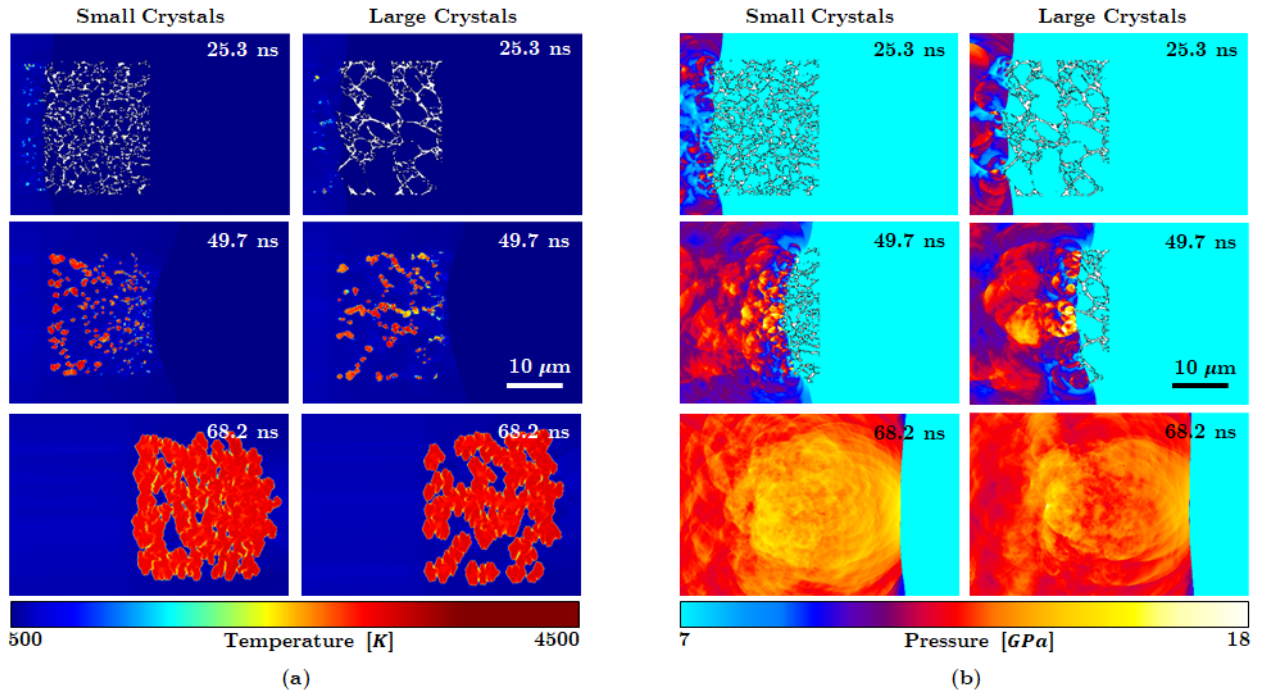 Small Crystals Large Crystals
25.3 ns 25.3 ns
49.7 ns 49.7 ns
10 μm
68.2 ns 68.2 ns
500 Temperature [K] 4500
(a)
Small Crystals Large Crystals
25.3 ns 25.3 ns
49.7 ns 49.7 ns
10 μm
68.2 ns 68.2 ns
7 Pressure [GPa] 18
(b)